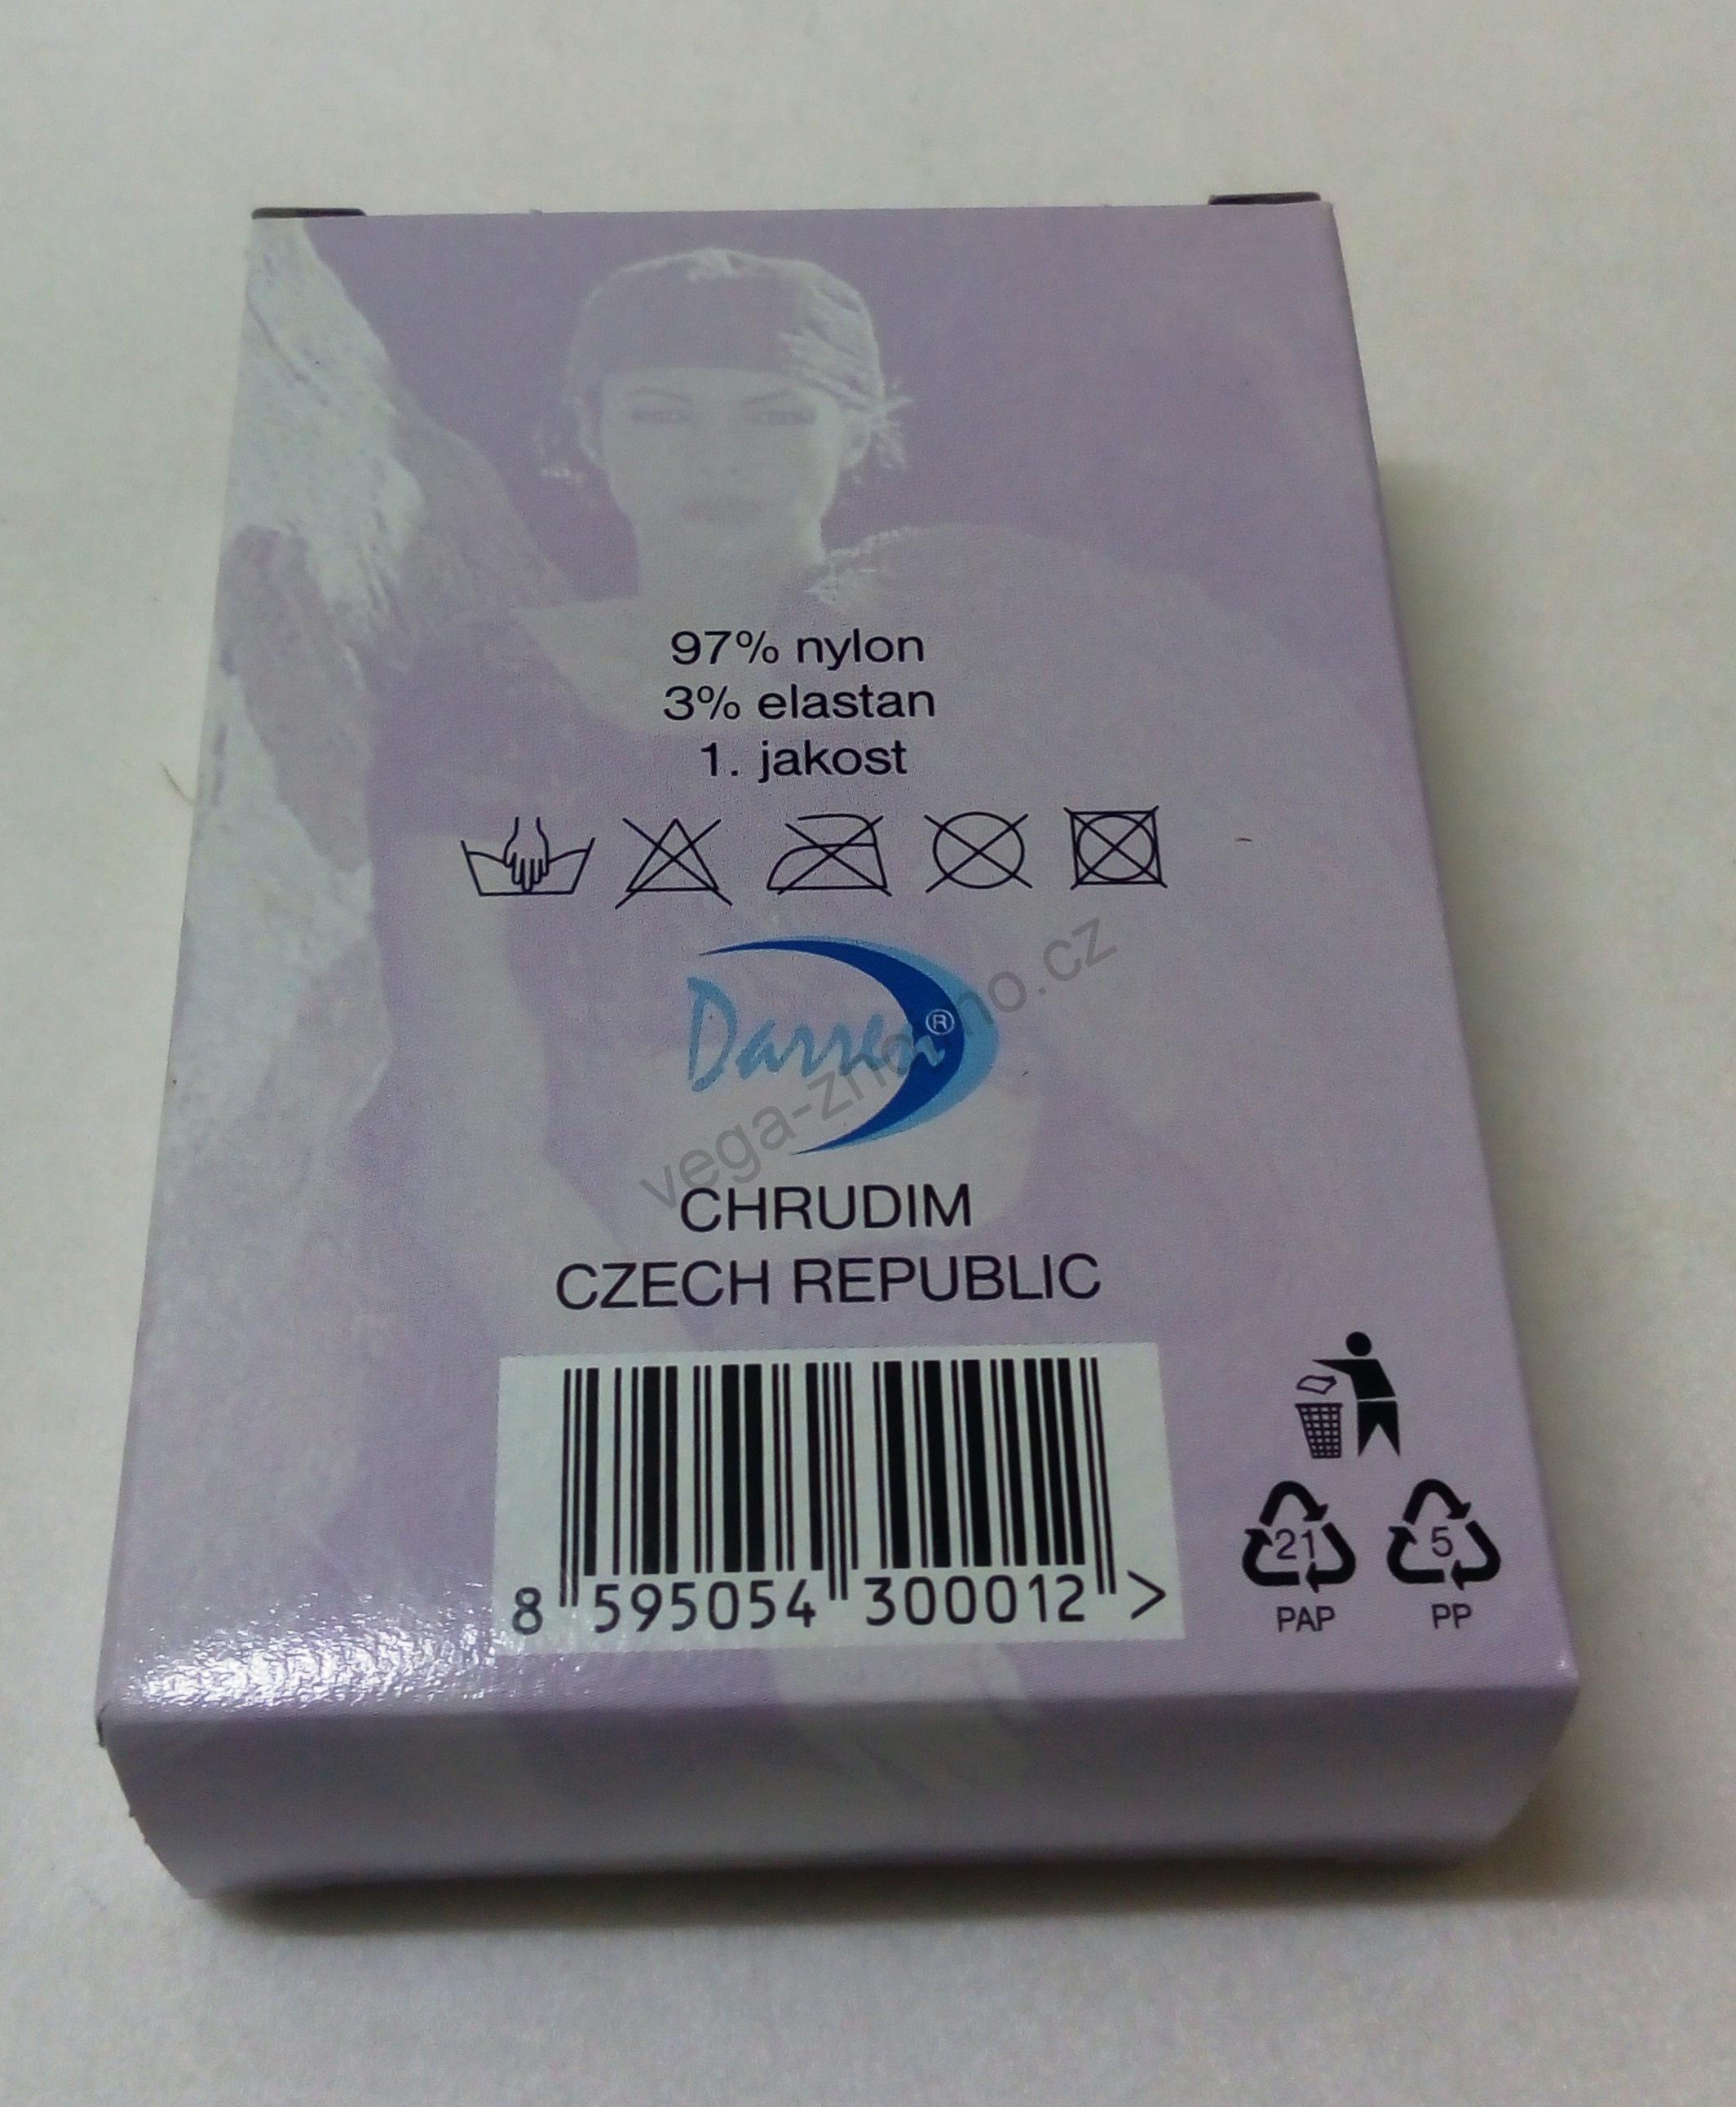 97% nylon
3% elastan
1. jakost
Darren®
vega-znojmo.cz
CHRUDIM
CZECH REPUBLIC
8 595054 300012 >
21 5
PAP PP